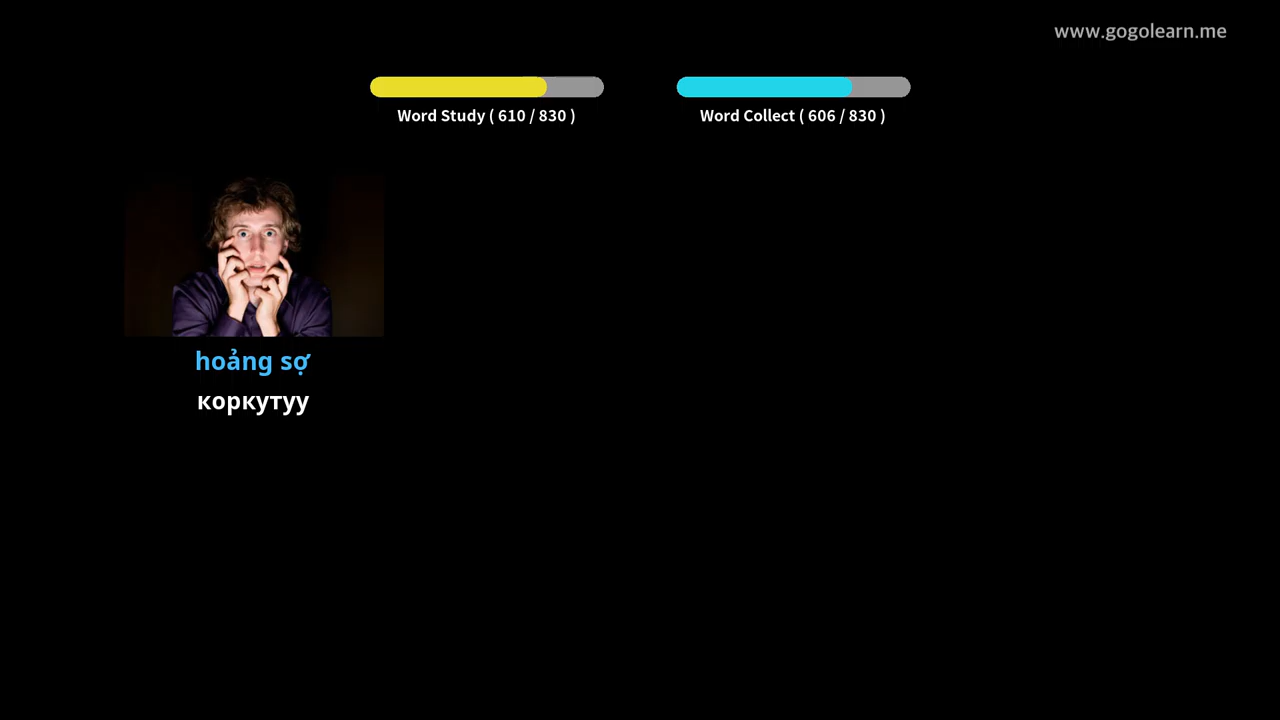 www.gogolearn.me
Word Study ( 610 / 830 )
Word Collect ( 606 / 830 )
hoảng sợ
коркутуу